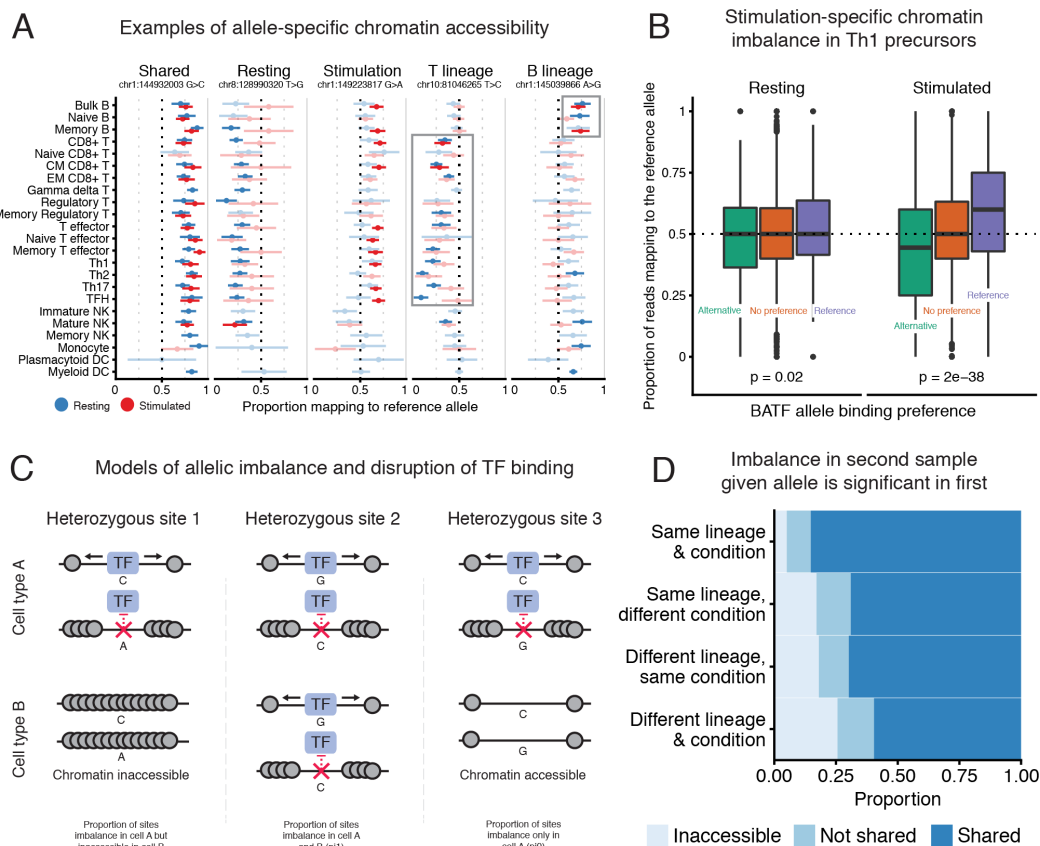 A
Examples of allele-specific chromatin accessibility
Shared
chr1:144932003 G>C
Resting
chr8:128990320 T>G
Stimulation
chr1:149223817 G>A
T lineage
chr10:81046265 T>C
B lineage
chr1:145039866 A>G
Bulk B
Naive B
Memory B
CD8+ T
Naive CD8+ T
CM CD8+ T
EM CD8+ T
Gamma delta T
Regulatory T
Memory Regulatory T
T effector
Naive T effector
Memory T effector
Th1
Th2
Th17
TFH
Immature NK
Mature NK
Memory NK
Monocyte
Plasmacytoid DC
Myeloid DC
0 0.5 1 0 0.5 1 0 0.5 1 0 0.5 1 0 0.5 1
Proportion mapping to reference allele
Resting Stimulated
B
Stimulation-specific chromatin
imbalance in Th1 precursors
Resting Stimulated
Proportion of reads mapping to the reference allele
1
0.75
0.5
0.25
0
Alternative No preference Reference
Alternative No preference Reference
p = 0.02 p = 2e−38
BATF allele binding preference
C
Models of allelic imbalance and disruption of TF binding
Heterozygous site 1 Heterozygous site 2 Heterozygous site 3
Cell type A
TF TF TF
C G C
TF TF TF
A C G
Cell type B
C
A
Chromatin inaccessible
TF
G
TF
C
C
G
Chromatin accessible
Proportion of sites
imbalance in cell A but
Proportion of sites
imbalance in cell A
Proportion of sites
imbalance only in
D
Imbalance in second sample
given allele is significant in first
Same lineage
& condition
Same lineage,
different condition
Different lineage,
same condition
Different lineage
& condition
0.00 0.25 0.50 0.75 1.00
Proportion
Inaccessible Not shared Shared